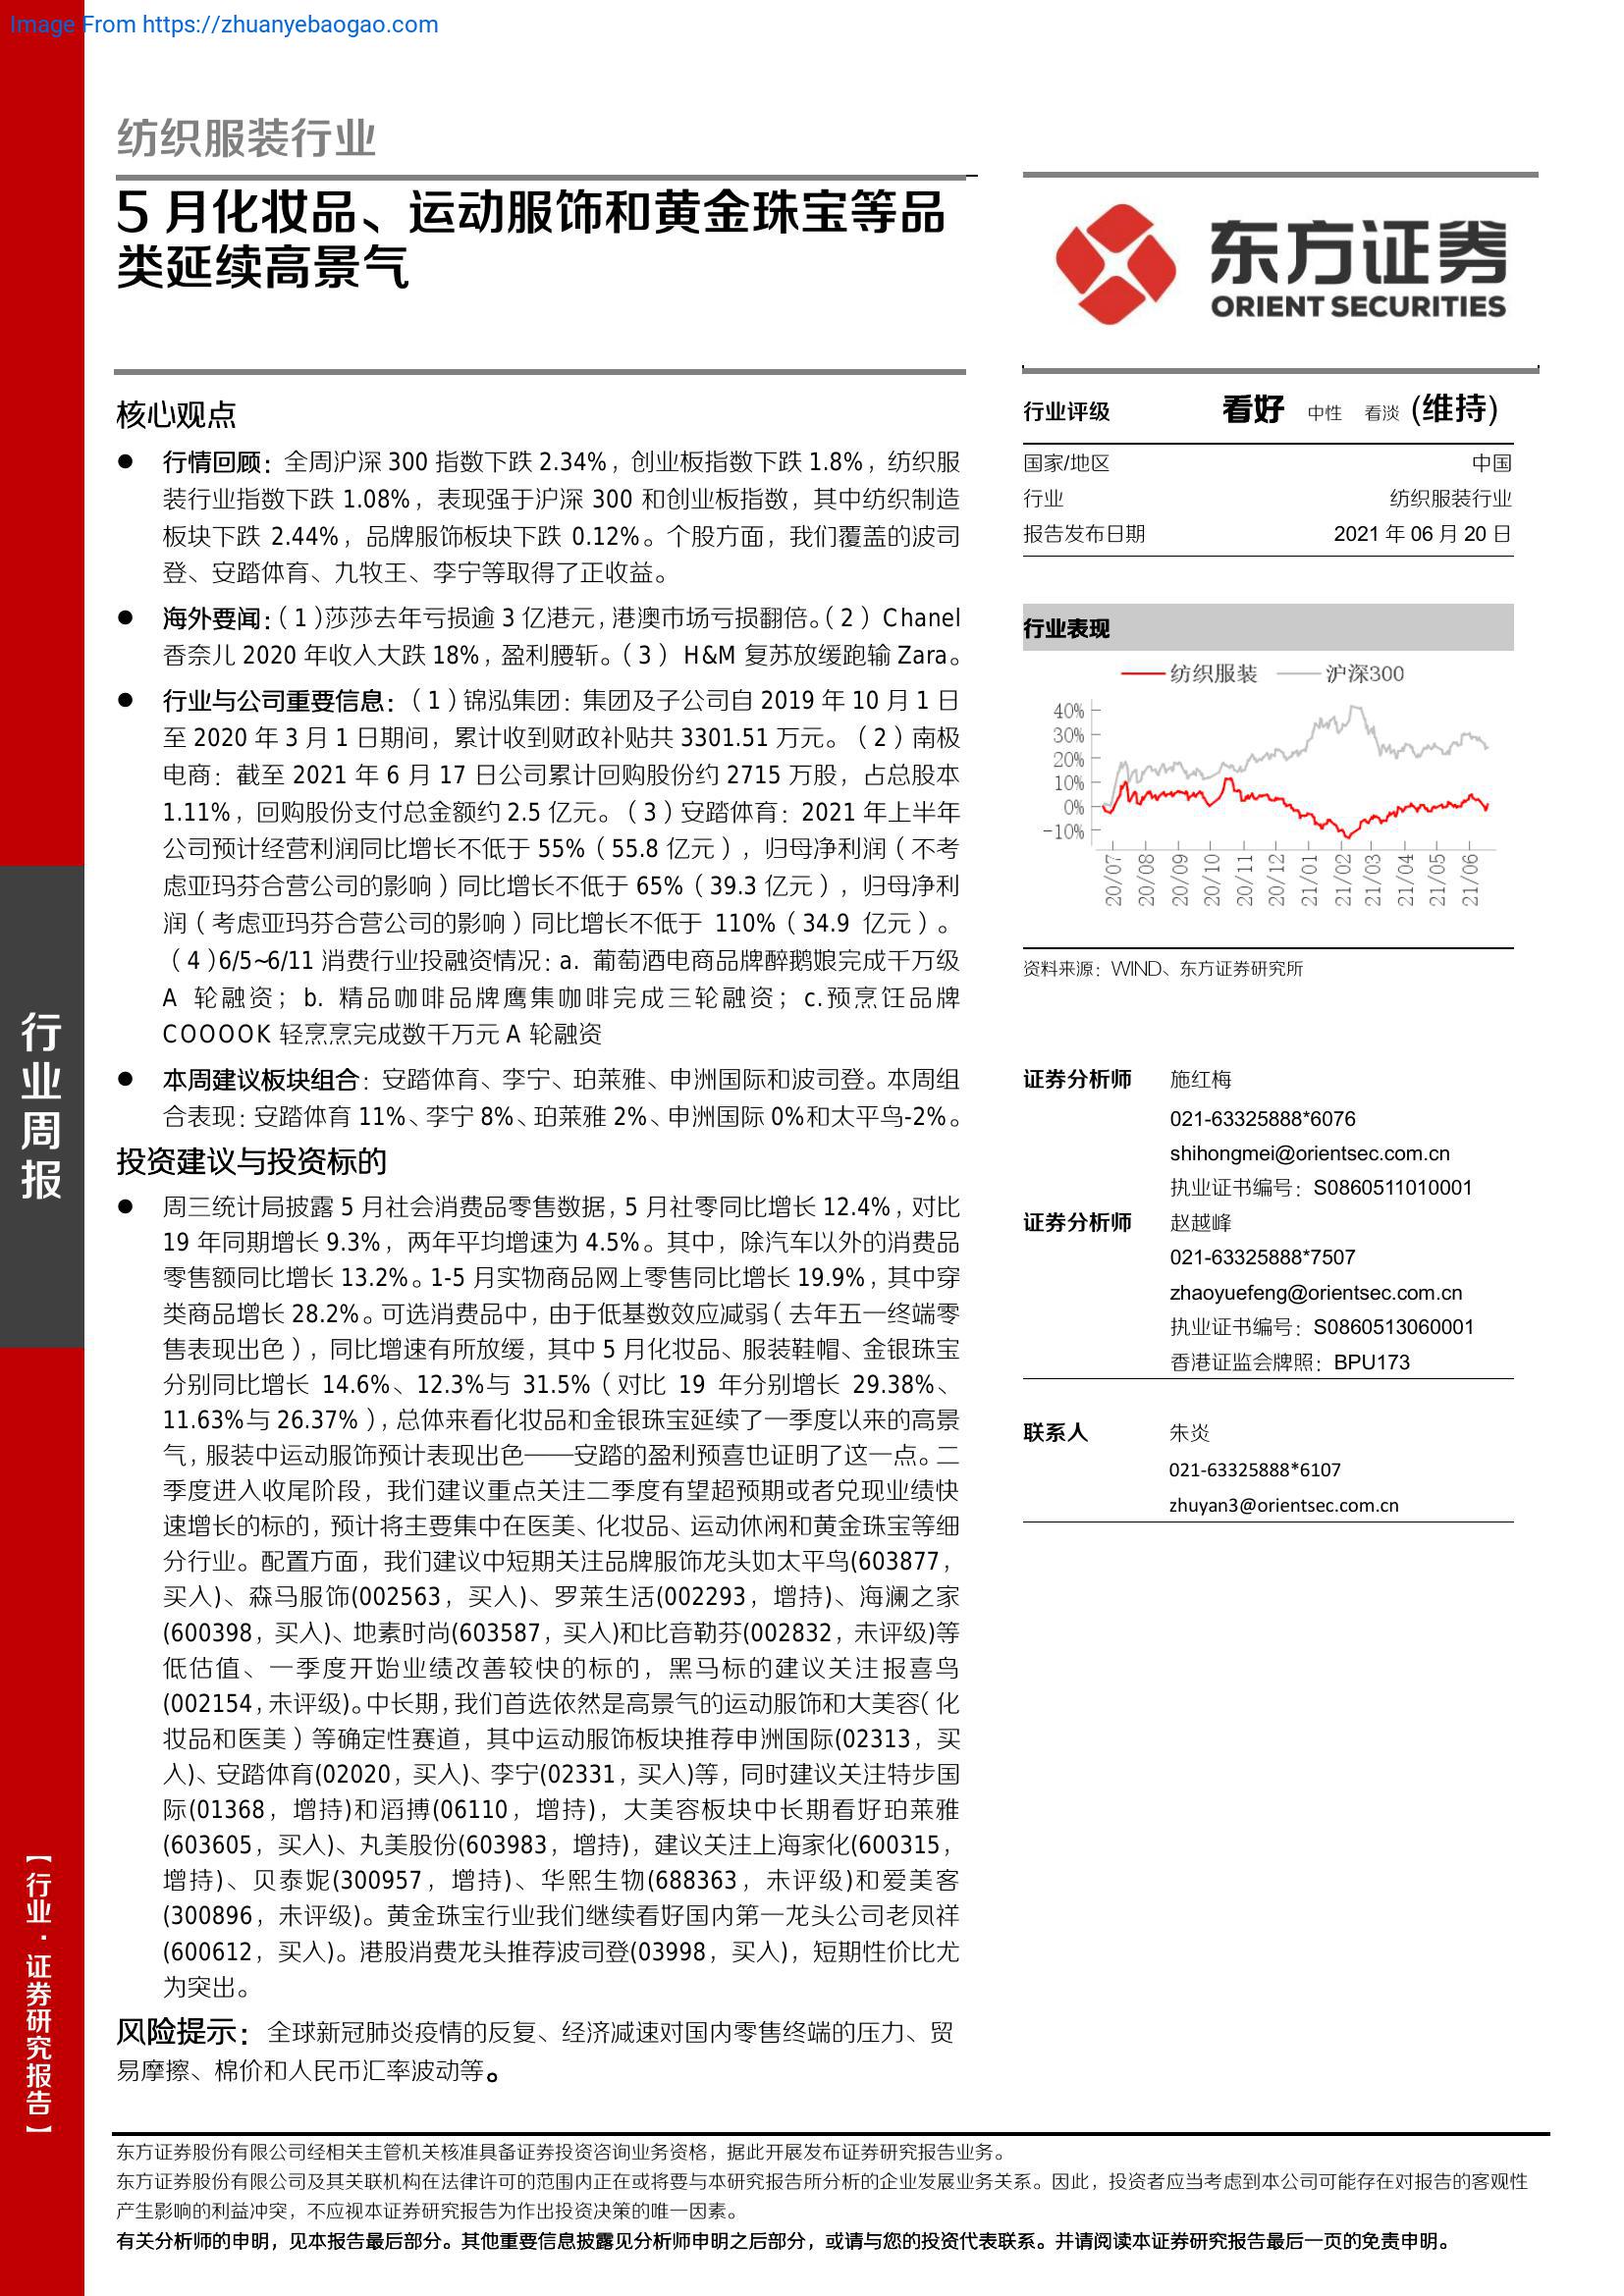 Image From https://zhuanyebaogao.com
纺织服装行业
5 月化妆品、运动服饰和黄金珠宝等品
类延续高景气
核心观点
● 行情回顾：全周沪深 300 指数下跌 2.34%，创业板指数下跌 1.8%，纺织服
装行业指数下跌 1.08%，表现强于沪深 300 和创业板指数，其中纺织制造
板块下跌 2.44%，品牌服饰板块下跌 0.12%。个股方面，我们覆盖的波司
登、安踏体育、九牧王、李宁等取得了正收益。
● 海外要闻：（1）莎莎去年亏损逾 3 亿港元，港澳市场亏损翻倍。（2）Chanel
香奈儿 2020 年收入大跌 18%，盈利腰斩。（3） H&M 复苏放缓跑输 Zara。
● 行业与公司重要信息：（1）锦泓集团：集团及子公司自 2019 年 10 月 1 日
至 2020 年 3 月 1 日期间，累计收到财政补贴共 3301.51 万元。（2）南极
电商：截至 2021 年 6 月 17 日公司累计回购股份约 2715 万股，占总股本
1.11%，回购股份支付总金额约 2.5 亿元。（3）安踏体育：2021 年上半年
公司预计经营利润同比增长不低于 55%（55.8 亿元），归母净利润（不考
虑亚玛芬合营公司的影响）同比增长不低于 65%（39.3 亿元），归母净利
润（考虑亚玛芬合营公司的影响）同比增长不低于 110%（34.9 亿元）。
（4）6/5~6/11 消费行业投融资情况：a. 葡萄酒电商品牌醉鹅娘完成千万级
A 轮融资；b. 精品咖啡品牌鹰集咖啡完成三轮融资；c.预烹饪品牌
COOOOK 轻烹烹完成数千万元 A 轮融资
● 本周建议板块组合：安踏体育、李宁、珀莱雅、申洲国际和波司登。本周组
合表现：安踏体育 11%、李宁 8%、珀莱雅 2%、申洲国际 0%和太平鸟-2%。
投资建议与投资标的
● 周三统计局披露 5 月社会消费品零售数据，5 月社零同比增长 12.4%，对比
19 年同期增长 9.3%，两年平均增速为 4.5%。其中，除汽车以外的消费品
零售额同比增长 13.2%。1-5 月实物商品网上零售同比增长 19.9%，其中穿
类商品增长 28.2%。可选消费品中，由于低基数效应减弱（去年五一终端零
售表现出色），同比增速有所放缓，其中 5 月化妆品、服装鞋帽、金银珠宝
分别同比增长 14.6%、12.3%与 31.5%（对比 19 年分别增长 29.38%、
11.63%与 26.37%），总体来看化妆品和金银珠宝延续了一季度以来的高景
气，服装中运动服饰预计表现出色——安踏的盈利预喜也证明了这一点。二
季度进入收尾阶段，我们建议重点关注二季度有望超预期或者兑现业绩快
速增长的标的，预计将主要集中在医美、化妆品、运动休闲和黄金珠宝等细
分行业。配置方面，我们建议中短期关注品牌服饰龙头如太平鸟(603877，
买入)、森马服饰(002563，买入)、罗莱生活(002293，增持)、海澜之家
(600398，买入)、地素时尚(603587，买入)和比音勒芬(002832，未评级)等
低估值、一季度开始业绩改善较快的标的，黑马标的建议关注报喜鸟
(002154，未评级)。中长期，我们首选依然是高景气的运动服饰和大美容（化
妆品和医美）等确定性赛道，其中运动服饰板块推荐申洲国际(02313，买
入)、安踏体育(02020，买入)、李宁(02331，买入)等，同时建议关注特步国
际(01368，增持)和滔搏(06110，增持)，大美容板块中长期看好珀莱雅
(603605，买入)、丸美股份(603983，增持)，建议关注上海家化(600315，
增持)、贝泰妮(300957，增持)、华熙生物(688363，未评级)和爱美客
(300896，未评级)。黄金珠宝行业我们继续看好国内第一龙头公司老凤祥
(600612，买入)。港股消费龙头推荐波司登(03998，买入)，短期性价比尤
为突出。
风险提示：全球新冠肺炎疫情的反复、经济减速对国内零售终端的压力、贸
易摩擦、棉价和人民币汇率波动等。
东方证券
ORIENT SECURITIES
行业评级 看好 中性 看淡 (维持)
国家/地区 中国
行业 纺织服装行业
报告发布日期 2021 年 06 月 20 日
行业表现
纺织服装 沪深300
40%
30%
20%
10%
0%
-10%
20/07 20/08 20/09 20/10 20/11 20/12 21/01 21/02 21/03 21/04 21/05 21/06
资料来源：WIND、东方证券研究所
证券分析师 施红梅
021-63325888*6076
shihongmei@orientsec.com.cn
执业证书编号：S0860511010001
证券分析师 赵越峰
021-63325888*7507
zhaoyuefeng@orientsec.com.cn
执业证书编号：S0860513060001
香港证监会牌照：BPU173
联系人 朱炎
021-63325888*6107
zhuyan3@orientsec.com.cn
行业周报
【行业·证券研究报告】
东方证券股份有限公司经相关主管机关核准具备证券投资咨询业务资格，据此开展发布证券研究报告业务。
东方证券股份有限公司及其关联机构在法律许可的范围内正在或将要与本研究报告所分析的企业发展业务关系。因此，投资者应当考虑到本公司可能存在对报告的客观性
产生影响的利益冲突，不应视本证券研究报告为作出投资决策的唯一因素。
有关分析师的申明，见本报告最后部分。其他重要信息披露见分析师申明之后部分，或请与您的投资代表联系。并请阅读本证券研究报告最后一页的免责申明。